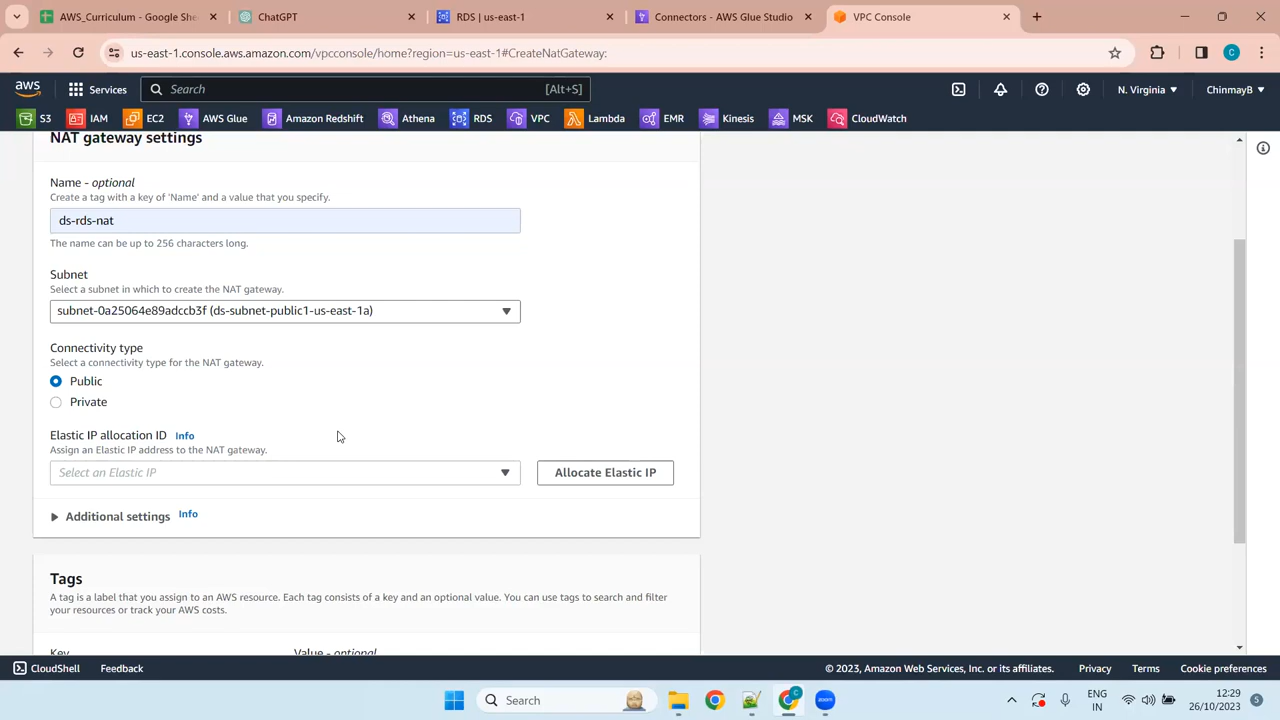 AWS_Curriculum - Google She
ChatGPT
RDS | us-east-1
Connectors - AWS Glue Studio
VPC Console
us-east-1.console.aws.amazon.com/vpcconsole/home?region=us-east-1#CreateNatGateway:
C
aws
Services
Search
[Alt+S]
N. Virginia
ChinmayB
S3
IAM
EC2
AWS Glue
Amazon Redshift
Athena
RDS
VPC
Lambda
EMR
Kinesis
MSK
CloudWatch
NAT gateway settings
Name - optional
Create a tag with a key of 'Name' and a value that you specify.
ds-rds-nat
The name can be up to 256 characters long.
Subnet
Select a subnet in which to create the NAT gateway.
subnet-0a25064e89adccb3f (ds-subnet-public1-us-east-1a)
Connectivity type
Select a connectivity type for the NAT gateway.
Public
Private
Elastic IP allocation ID Info
Assign an Elastic IP address to the NAT gateway.
Select an Elastic IP
Allocate Elastic IP
Additional settings Info
Tags
A tag is a label that you assign to an AWS resource. Each tag consists of a key and an optional value. You can use tags to search and filter
your resources or track your AWS costs.
Key
Value - optional
CloudShell
Feedback
© 2023, Amazon Web Services, Inc. or its affiliates.
Privacy
Terms
Cookie preferences
Search
C
zoom
ENG
IN
12:29
26/10/2023
5